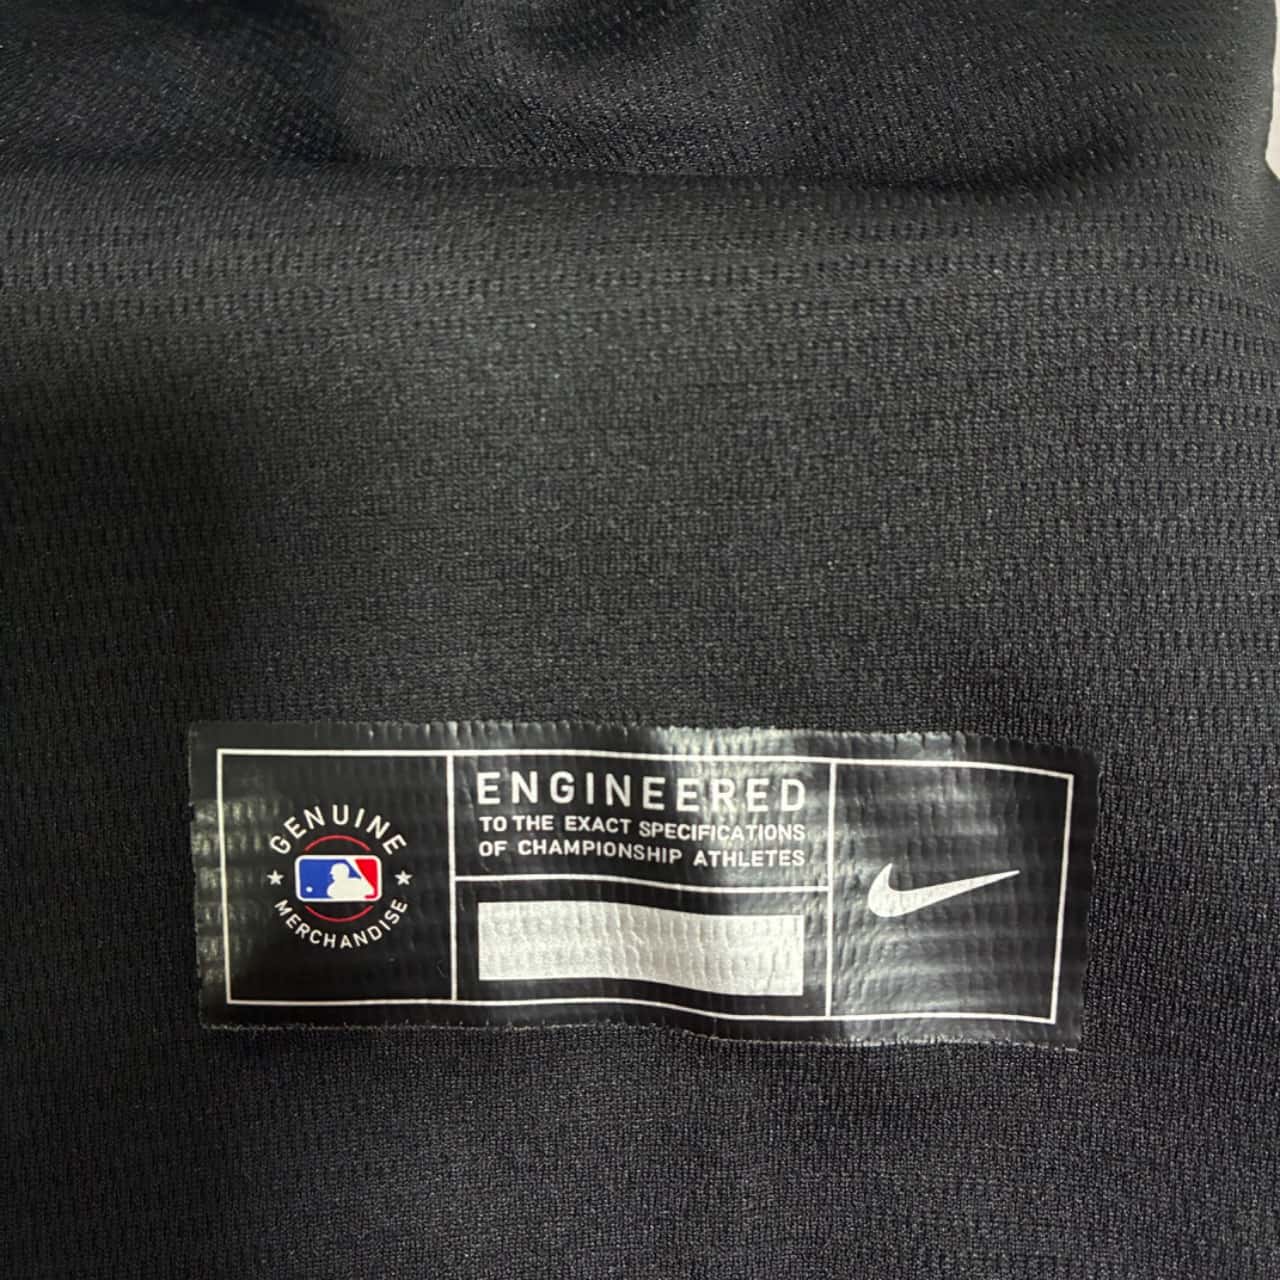 GENUINE
MERCHANDISE
ENGINEERED
TO THE EXACT SPECIFICATIONS
OF CHAMPIONSHIP ATHLETES